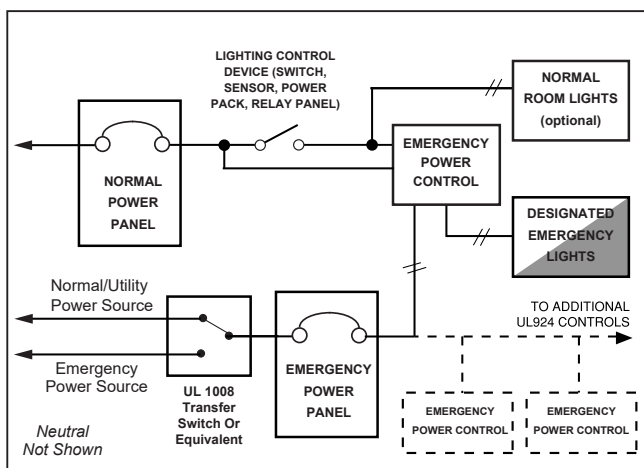 LIGHTING CONTROL
DEVICE (SWITCH,
SENSOR, POWER
PACK, RELAY PANEL)
NORMAL
ROOM LIGHTS
(optional)
NORMAL
POWER
PANEL
EMERGENCY
POWER
CONTROL
DESIGNATED
EMERGENCY
LIGHTS
Normal/Utility
Power Source
Emergency
Power Source
UL 1008
Transfer
Switch Or
Equivalent
EMERGENCY
POWER
PANEL
TO ADDITIONAL
UL924 CONTROLS
EMERGENCY
POWER CONTROL
EMERGENCY
POWER CONTROL
Neutral
Not Shown